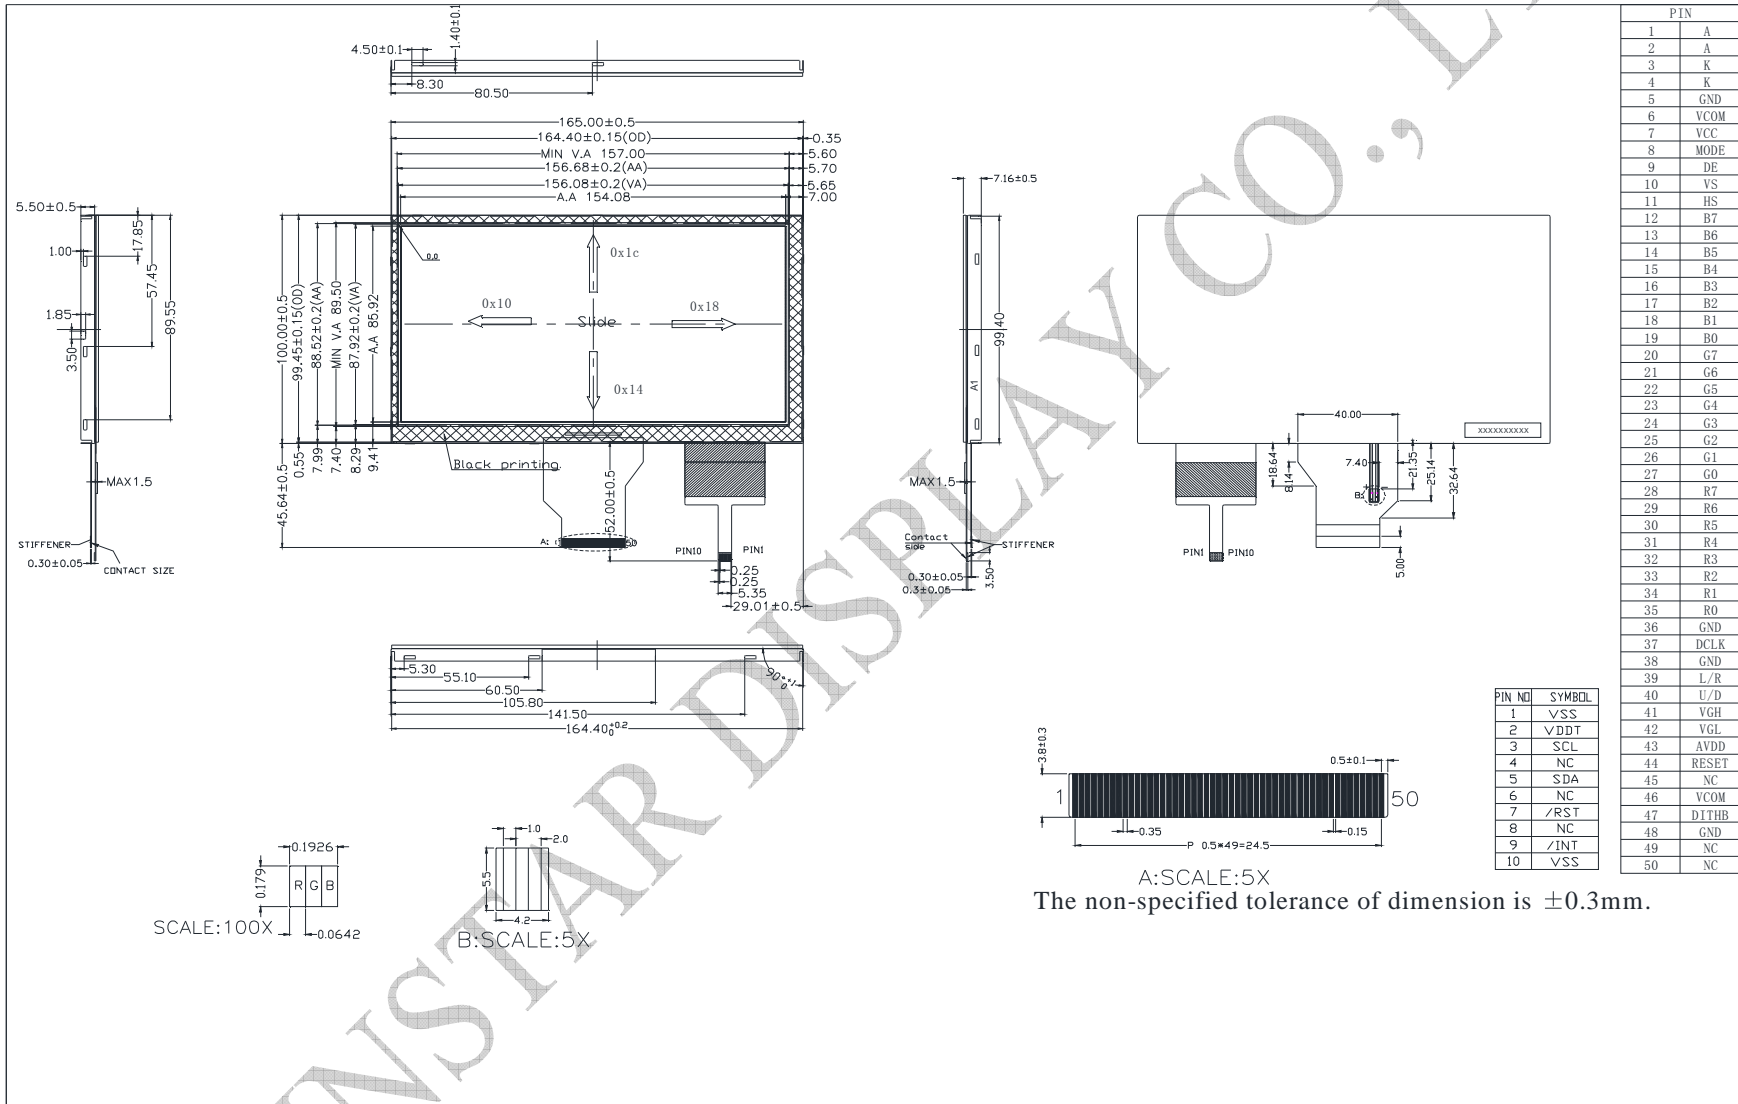 4.50±0.1
1.40±0.1
8.30
80.50
165.00±0.5
164.40±0.15(OD)
0.35
MIN V.A 157.00
5.60
156.68±0.2(AA)
5.70
156.08±0.2(VA)
5.65
A.A 154.08
7.00
5.50±0.5
1.00
17.85
57.45
89.55
1.85
3.50
MAX1.5
STIFFENER
0.30±0.05
CONTACT SIZE
100.00±0.5
99.45±0.15(OD)
88.52±0.2(AA)
MIN V.A 89.50
87.92±0.2(VA)
A.A 85.92
45.64±0.5
0.55
7.99
7.40
8.29
9.41
0.0
0x1c
0x10
0x18
Slide
0x14
Black printing.
52.00±0.5
A:
50
PIN10
PIN1
0.25
0.25
5.35
29.01±0.5
7.16±0.5
99.40
A1
MAX1.5
Contact
side
STIFFENER
0.30±0.05
0.3±0.05
3.50
XXXXXXXXXX
40.00
18.64
8.14
7.40
B:
21.35
25.14
32.64
PIN1
PIN10
5.00
5.30
55.10
60.50
105.80
141.50
164.40 +0.2 0
90°+1 0
0.1926
0.179
R G B
SCALE:100X
0.0642
1.0
2.0
5.5
4.2
B:SCALE:5X
3.8±0.3
0.5±0.1
1
50
0.35
0.15
P 0.5*49=24.5
A:SCALE:5X
The non-specified tolerance of dimension is ±0.3mm.
PIN NO SYMBOL
1 VSS
2 VDDT
3 SCL
4 NC
5 SDA
6 NC
7 /RST
8 NC
9 /INT
10 VSS
PIN
1 A
2 A
3 K
4 K
5 GND
6 VCOM
7 VCC
8 MODE
9 DE
10 VS
11 HS
12 B7
13 B6
14 B5
15 B4
16 B3
17 B2
18 B1
19 B0
20 G7
21 G6
22 G5
23 G4
24 G3
25 G2
26 G1
27 G0
28 R7
29 R6
30 R5
31 R4
32 R3
33 R2
34 R1
35 R0
36 GND
37 DCLK
38 GND
39 L/R
40 U/D
41 VGH
42 VGL
43 AVDD
44 RESET
45 NC
46 VCOM
47 DITHB
48 GND
49 NC
50 NC
NSTAR DISPLAY CO., L